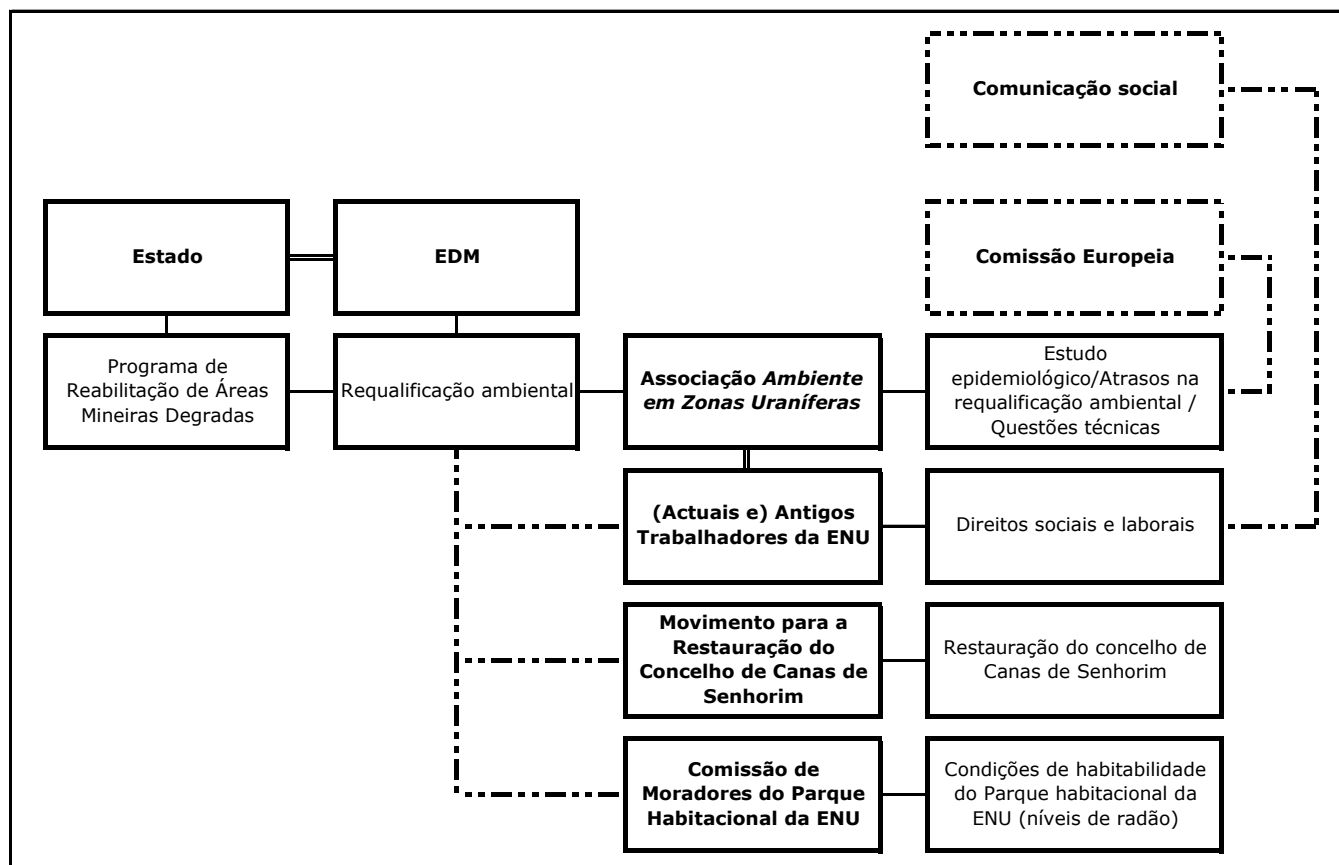 Comunicação social
Estado
EDM
Comissão Europeia
Programa de
Reabilitação de Áreas
Mineiras Degradadas
Requalificação ambiental
Associação Ambiente
em Zonas Uraníferas
Estudo
epidemiológico/Atrasos na
requalificação ambiental /
Questões técnicas
(Actuais e) Antigos
Trabalhadores da ENU
Direitos sociais e laborais
Movimento para a
Restauração do
Concelho de Canas de
Senhorim
Restauração do concelho de
Canas de Senhorim
Comissão de
Moradores do Parque
Habitacional da ENU
Condições de habitabilidade
do Parque habitacional da
ENU (níveis de radão)